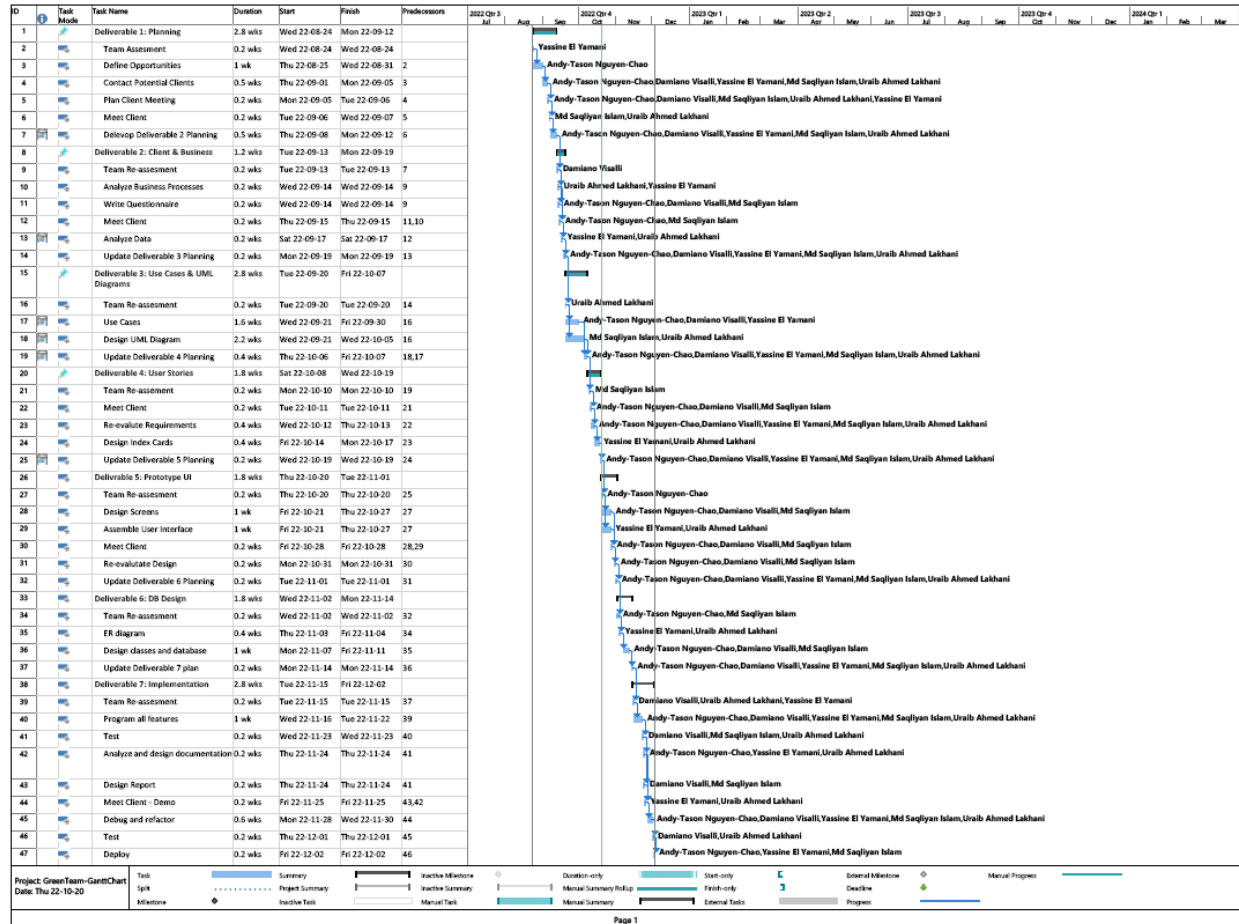 ID Task Mode Task Name Duration Start Finish Predecessors
2022 Qtr 3 2022 Qtr 4 2023 Qtr 1 2023 Qtr 2 2023 Qtr 3 2023 Qtr 4 2024 Qtr 1
Jul Aug Sep Oct Nov Dec Jan Feb Mar Apr May Jun Jul Aug Sep Oct Nov Dec Jan Feb Mar
1 Deliverable 1: Planning 2.8 wks Wed 22-08-24 Mon 22-09-12
2 Team Assesment 0.2 wks Wed 22-08-24 Wed 22-08-24 Yassine El Yamani
3 Define Opportunities 1 wk Thu 22-08-25 Wed 22-08-31 2 Andy-Tason Nguyen-Chao
4 Contact Potential Clients 0.5 wks Thu 22-09-01 Mon 22-09-05 3 Andy-Tason Nguyen-Chao,Damiano Visalli,Yassine El Yamani,Md Saqliyan Islam,Uraib Ahmed Lakhani
5 Plan Client Meeting 0.2 wks Mon 22-09-05 Tue 22-09-06 4 Andy-Tason Nguyen-Chao,Damiano Visalli,Md Saqliyan Islam,Uraib Ahmed Lakhani,Yassine El Yamani
6 Meet Client 0.2 wks Tue 22-09-06 Wed 22-09-07 5 Md Saqliyan Islam,Uraib Ahmed Lakhani
7 Delevop Deliverable 2 Planning 0.5 wks Thu 22-09-08 Mon 22-09-12 6 Andy-Tason Nguyen-Chao,Damiano Visalli,Yassine El Yamani,Md Saqliyan Islam,Uraib Ahmed Lakhani
8 Deliverable 2: Client & Business 1.2 wks Tue 22-09-13 Mon 22-09-19
9 Team Re-assesment 0.2 wks Tue 22-09-13 Tue 22-09-13 7 Damiano Visalli
10 Analyze Business Processes 0.2 wks Wed 22-09-14 Wed 22-09-14 9 Uraib Ahmed Lakhani,Yassine El Yamani
11 Write Questionnaire 0.2 wks Wed 22-09-14 Wed 22-09-14 9 Andy-Tason Nguyen-Chao,Damiano Visalli,Md Saqliyan Islam
12 Meet Client 0.2 wks Thu 22-09-15 Thu 22-09-15 11,10 Andy-Tason Nguyen-Chao,Md Saqliyan Islam
13 Analyze Data 0.2 wks Sat 22-09-17 Sat 22-09-17 12 Yassine El Yamani,Uraib Ahmed Lakhani
14 Update Deliverable 3 Planning 0.2 wks Mon 22-09-19 Mon 22-09-19 13 Andy-Tason Nguyen-Chao,Damiano Visalli,Yassine El Yamani,Md Saqliyan Islam,Uraib Ahmed Lakhani
15 Deliverable 3: Use Cases & UML 2.8 wks Tue 22-09-20 Fri 22-10-07
Diagrams
16 Team Re-assesment 0.2 wks Tue 22-09-20 Tue 22-09-20 14 Uraib Ahmed Lakhani
17 Use Cases 1.6 wks Wed 22-09-21 Fri 22-09-30 16 Andy-Tason Nguyen-Chao,Damiano Visalli,Yassine El Yamani
18 Design UML Diagram 2.2 wks Wed 22-09-21 Wed 22-10-05 16 Md Saqliyan Islam,Uraib Ahmed Lakhani
19 Update Deliverable 4 Planning 0.4 wks Thu 22-10-06 Fri 22-10-07 18,17 Andy-Tason Nguyen-Chao,Damiano Visalli,Yassine El Yamani,Md Saqliyan Islam,Uraib Ahmed Lakhani
20 Deliverable 4: User Stories 1.8 wks Sat 22-10-08 Wed 22-10-19
21 Team Re-assement 0.2 wks Mon 22-10-10 Mon 22-10-10 19 Md Saqliyan Islam
22 Meet Client 0.2 wks Tue 22-10-11 Tue 22-10-11 21 Andy-Tason Nguyen-Chao,Damiano Visalli,Md Saqliyan Islam
23 Re-evalute Requirements 0.4 wks Wed 22-10-12 Thu 22-10-13 22 Andy-Tason Nguyen-Chao,Damiano Visalli,Yassine El Yamani,Md Saqliyan Islam,Uraib Ahmed Lakhani
24 Design Index Cards 0.4 wks Fri 22-10-14 Mon 22-10-17 23 Yassine El Yamani,Uraib Ahmed Lakhani
25 Update Deliverable 5 Planning 0.2 wks Wed 22-10-19 Wed 22-10-19 24 Andy-Tason Nguyen-Chao,Damiano Visalli,Yassine El Yamani,Md Saqliyan Islam,Uraib Ahmed Lakhani
26 Delivrable 5: Prototype UI 1.8 wks Thu 22-10-20 Tue 22-11-01
27 Team Re-assesment 0.2 wks Thu 22-10-20 Thu 22-10-20 25 Andy-Tason Nguyen-Chao
28 Design Screens 1 wk Fri 22-10-21 Thu 22-10-27 27 Andy-Tason Nguyen-Chao,Damiano Visalli,Md Saqliyan Islam
29 Assemble User Interface 1 wk Fri 22-10-21 Thu 22-10-27 27 Yassine El Yamani,Uraib Ahmed Lakhani
30 Meet Client 0.2 wks Fri 22-10-28 Fri 22-10-28 28,29 Andy-Tason Nguyen-Chao,Damiano Visalli,Md Saqliyan Islam
31 Re-evalutate Design 0.2 wks Mon 22-10-31 Mon 22-10-31 30 Andy-Tason Nguyen-Chao,Damiano Visalli,Md Saqliyan Islam
32 Update Deliverable 6 Planning 0.2 wks Tue 22-11-01 Tue 22-11-01 31 Andy-Tason Nguyen-Chao,Damiano Visalli,Yassine El Yamani,Md Saqliyan Islam,Uraib Ahmed Lakhani
33 Deliverable 6: DB Design 1.8 wks Wed 22-11-02 Mon 22-11-14
34 Team Re-assesment 0.2 wks Wed 22-11-02 Wed 22-11-02 32 Andy-Tason Nguyen-Chao,Md Saqliyan Islam
35 ER diagram 0.4 wks Thu 22-11-03 Fri 22-11-04 34 Yassine El Yamani,Uraib Ahmed Lakhani
36 Design classes and database 1 wk Mon 22-11-07 Fri 22-11-11 35 Andy-Tason Nguyen-Chao,Damiano Visalli,Md Saqliyan Islam
37 Update Deliverable 7 plan 0.2 wks Mon 22-11-14 Mon 22-11-14 36 Andy-Tason Nguyen-Chao,Damiano Visalli,Yassine El Yamani,Md Saqliyan Islam,Uraib Ahmed Lakhani
38 Deliverable 7: Implementation 2.8 wks Tue 22-11-15 Fri 22-12-02
39 Team Re-assesment 0.2 wks Tue 22-11-15 Tue 22-11-15 37 Damiano Visalli,Uraib Ahmed Lakhani,Yassine El Yamani
40 Program all features 1 wk Wed 22-11-16 Tue 22-11-22 39 Andy-Tason Nguyen-Chao,Damiano Visalli,Yassine El Yamani,Md Saqliyan Islam,Uraib Ahmed Lakhani
41 Test 0.2 wks Wed 22-11-23 Wed 22-11-23 40 Damiano Visalli,Md Saqliyan Islam,Uraib Ahmed Lakhani
42 Analyze and design documentation 0.2 wks Thu 22-11-24 Thu 22-11-24 41 Andy-Tason Nguyen-Chao,Yassine El Yamani,Uraib Ahmed Lakhani
43 Design Report 0.2 wks Thu 22-11-24 Thu 22-11-24 41 Damiano Visalli,Md Saqliyan Islam
44 Meet Client - Demo 0.2 wks Fri 22-11-25 Fri 22-11-25 43,42 Yassine El Yamani,Uraib Ahmed Lakhani
45 Debug and refactor 0.6 wks Mon 22-11-28 Wed 22-11-30 44 Andy-Tason Nguyen-Chao,Damiano Visalli,Yassine El Yamani,Md Saqliyan Islam,Uraib Ahmed Lakhani
46 Test 0.2 wks Thu 22-12-01 Thu 22-12-01 45 Damiano Visalli,Uraib Ahmed Lakhani
47 Deploy 0.2 wks Fri 22-12-02 Fri 22-12-02 46 Andy-Tason Nguyen-Chao,Yassine El Yamani,Md Saqliyan Islam
Project: GreenTeam-GanttChart
Date: Thu 22-10-20
Task Summary Inactive Milestone Duration-only Start-only External Milestone Manual Progress
Split Project Summary Inactive Summary Manual Summary Rollup Finish-only Deadline
Milestone Inactive Task Manual Task Manual Summary External Tasks Progress
Page 1